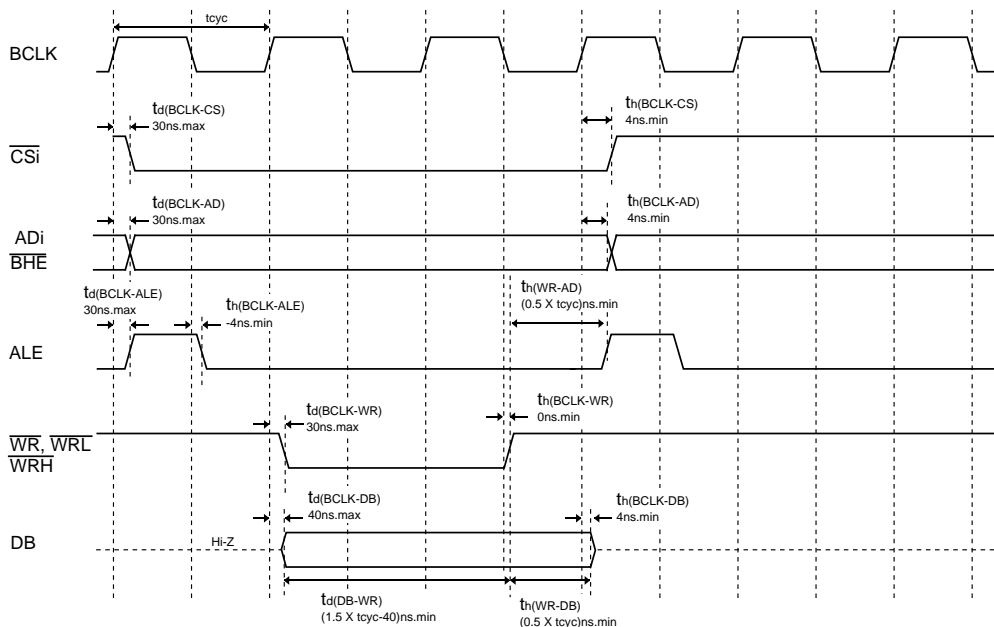 tcyc
BCLK
td(BCLK-CS)
30ns.max
th(BCLK-CS)
4ns.min
CSi
td(BCLK-AD)
30ns.max
th(BCLK-AD)
4ns.min
ADi
BHE
td(BCLK-ALE)
30ns.max
th(BCLK-ALE)
-4ns.min
th(WR-AD)
(0.5 X tcyc)ns.min
ALE
td(BCLK-WR)
30ns.max
th(BCLK-WR)
0ns.min
WR, WRL
WRH
td(BCLK-DB)
40ns.max
th(BCLK-DB)
4ns.min
DB
Hi-Z
td(DB-WR)
(1.5 X tcyc-40)ns.min
th(WR-DB)
(0.5 X tcyc)ns.min